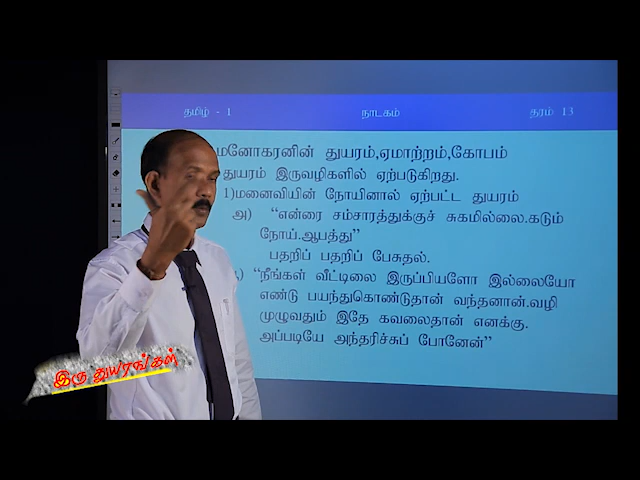 தமிழ் - 1 நாடகம் தரம் 13
மனோகரனின் துயரம்,ஏமாற்றம்,கோபம்
துயரம் இருவழிகளில் ஏற்படுகிறது.
1)மனைவியின் நோயினால் ஏற்பட்ட துயரம்
அ) “என்ரை சம்சாரத்துக்குச் சுகமில்லை.கடும்
நோய்.ஆபத்து”
பதறிப் பதறிப் பேசுதல்.
) “நீங்கள் வீட்டிலை இருப்பியளோ இல்லையோ
எண்டு பயந்துகொண்டுதான் வந்தனான்.வழி
முழுவதும் இதே கவலைதான் எனக்கு.
அப்படியே அந்தரிச்சுப் போனேன்”
இரு துயரங்கள்